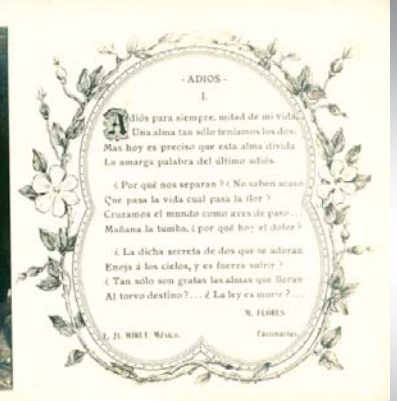 - ADIOS -
I.
Adiós para siempre, mitad de mi vida,
Una alma tan sólo teníamos los dos;
Mas hoy es preciso que esta alma divida
La amarga palabra del último adiós.
¿ Por qué nos separan ? ¿ No saben acaso
Que pasa la vida cual pasa la flor ?
Cruzamos el mundo como aves de paso...
Mañana la tumba, ¿ por qué hoy el dolor ?
¿ La dicha secreta de dos que se adoran
Enoja á los cielos, y es fuerza sufrir ?
¿ Tan sólo son gratas las almas que lloran
Al torvo destino ?... ¿ La ley es morir ?...
M. FLORES.
MIRET. México.
Pasionarias.